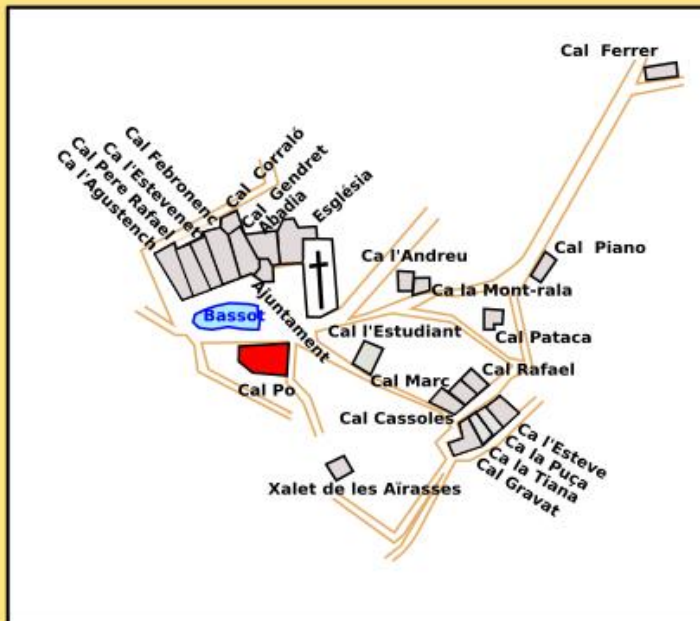 Cal Ferrer
Cal Febronenc
Cal Corraló
Ca l'Estevenet
Cal Gendret
Cal Pere Rafael
Abadia
Església
Ca l'Agustench
Ca l'Andreu
Cal Piano
Ca la Mont-rala
Ajuntament
Bassot
Cal l'Estudiant
Cal Pataca
Cal Po
Cal Marc
Cal Rafael
Cal Cassoles
Ca l'Esteve
Ca la Puça
Ca la Tiana
Cal Gravat
Xalet de les Aïrasses